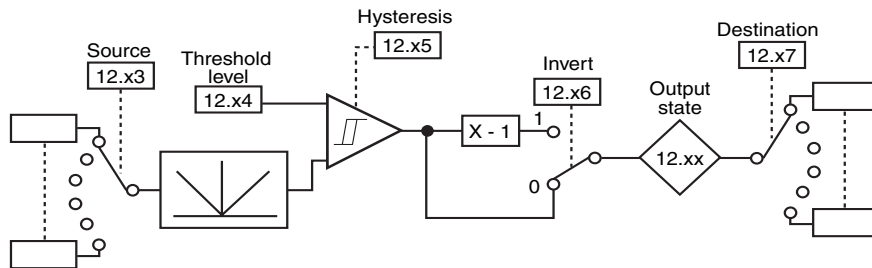 Hysteresis
12.x5
Source
12.x3
Threshold
level
12.x4
Invert
12.x6
Output
state
12.xx
Destination
12.x7
X - 1
1
0